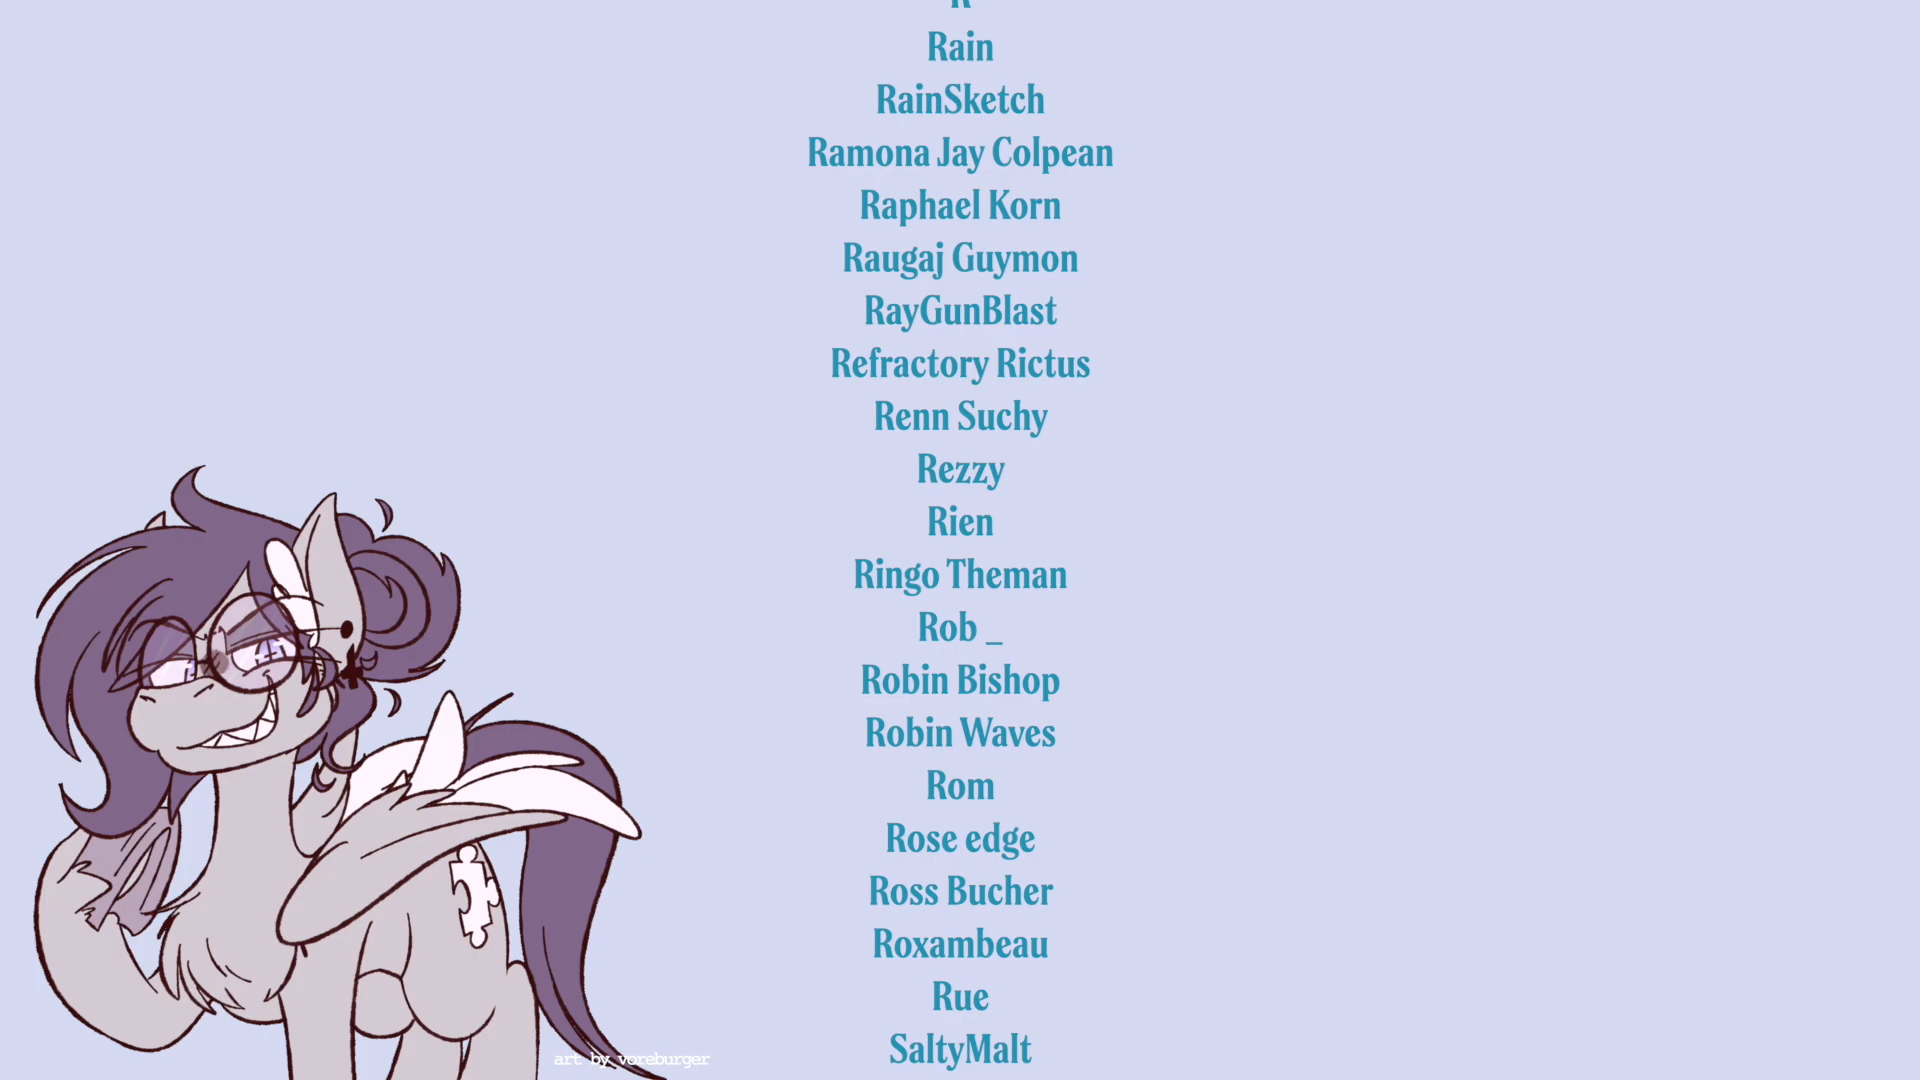 R
Rain
RainSketch
Ramona Jay Colpean
Raphael Korn
Raugaj Guymon
RayGunBlast
Refractory Rictus
Renn Suchy
Rezzy
Rien
Ringo Theman
Rob _
Robin Bishop
Robin Waves
Rom
Rose edge
Ross Bucher
Roxambeau
Rue
SaltyMalt
art by voreburger